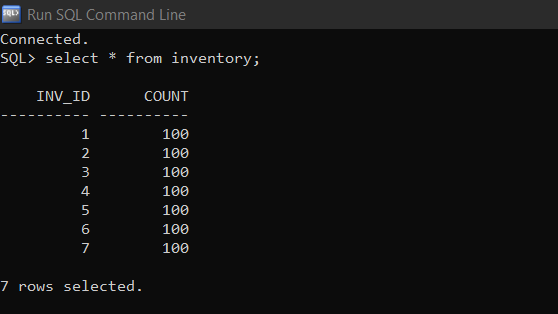 SQL> Run SQL Command Line
Connected.
SQL> select * from inventory;
INV_ID COUNT
---------- ----------
1 100
2 100
3 100
4 100
5 100
6 100
7 100
7 rows selected.